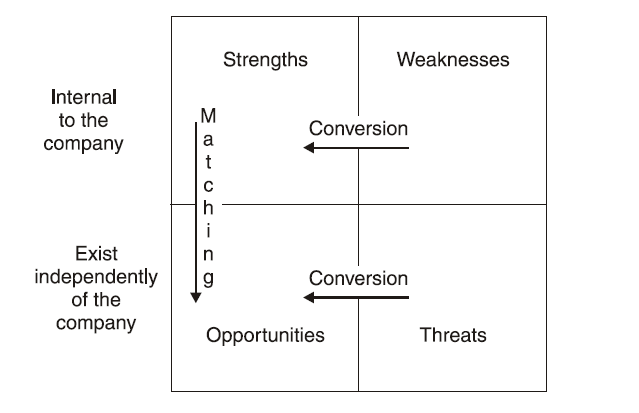 Strengths
Weaknesses
Internal
to the
company
Matching
Conversion
Exist
independently
of the
company
Conversion
Opportunities
Threats